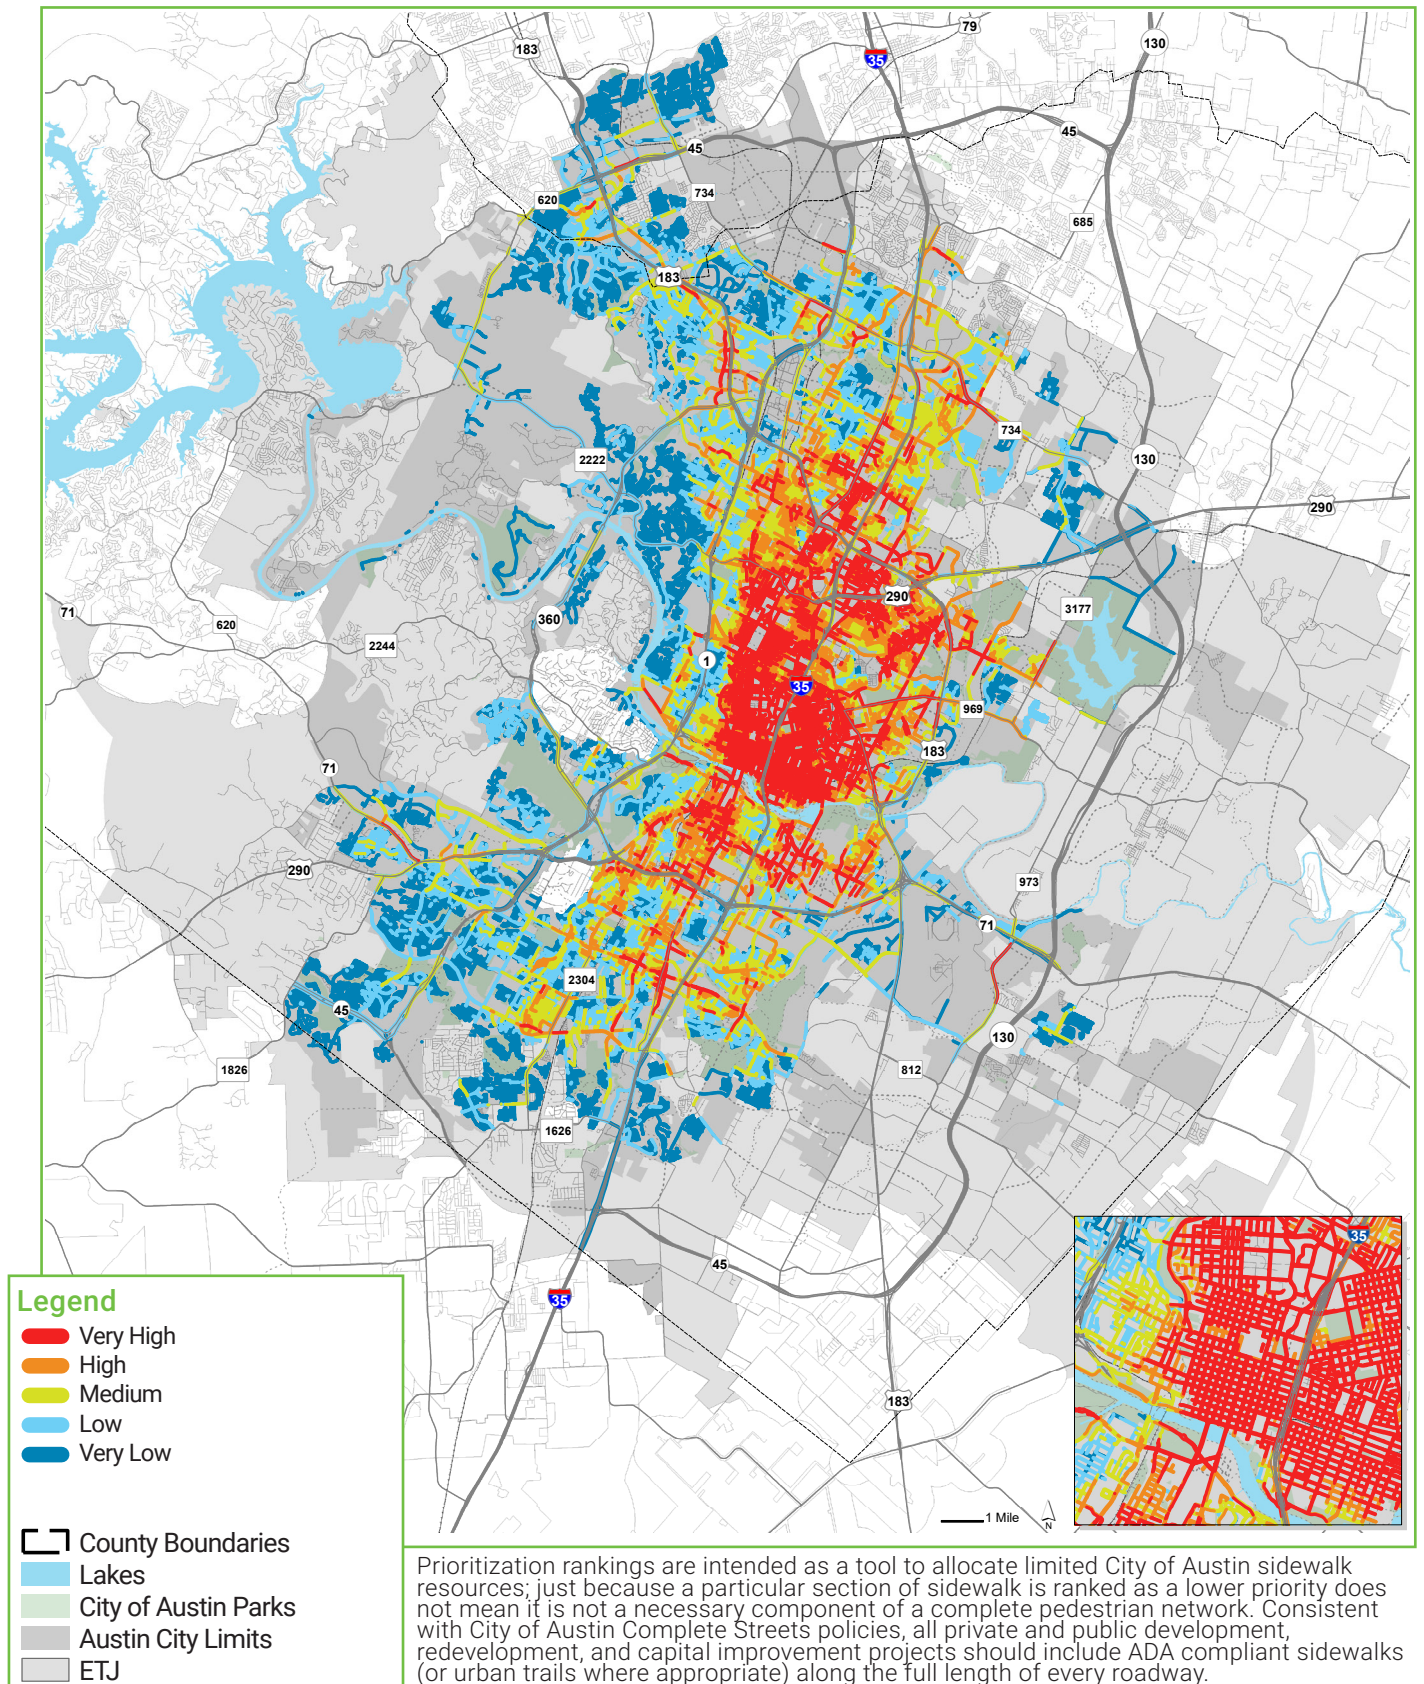 183
79
35
130
45
45
620
734
685
183
734
2222
130
290
290
71
620
360
3177
2244
1
35
969
183
71
290
973
71
2304
45
130
1826
812
1626
45
35
183
35
1 Mile
N
Legend
Very High
High
Medium
Low
Very Low
County Boundaries
Lakes
City of Austin Parks
Austin City Limits
ETJ
Prioritization rankings are intended as a tool to allocate limited City of Austin sidewalk
resources; just because a particular section of sidewalk is ranked as a lower priority does
not mean it is not a necessary component of a complete pedestrian network. Consistent
with City of Austin Complete Streets policies, all private and public development,
redevelopment, and capital improvement projects should include ADA compliant sidewalks
(or urban trails where appropriate) along the full length of every roadway.